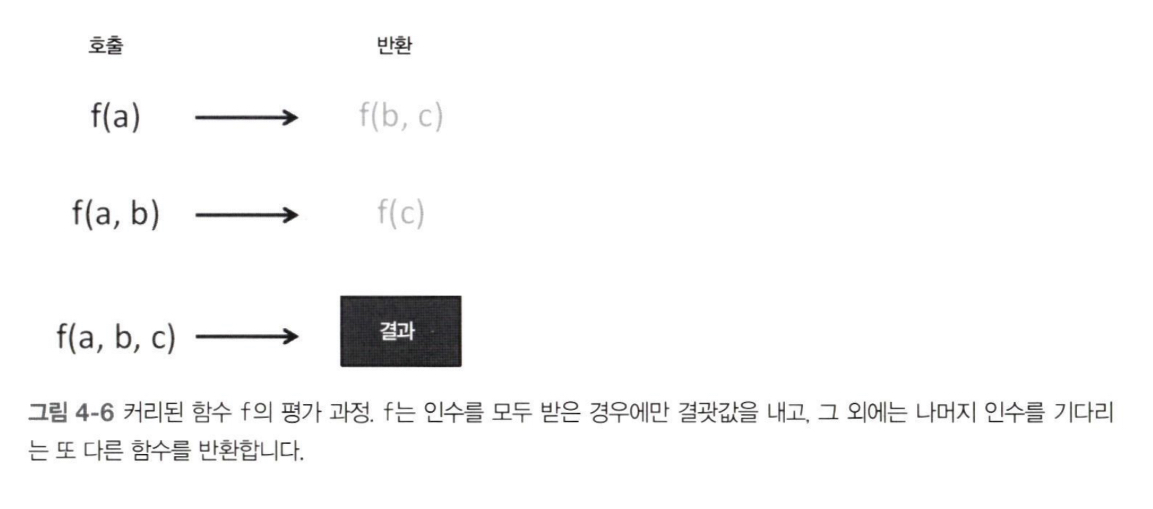 호출 반환
f(a) f(b, c)
f(a, b) f(c)
f(a, b, c) 결과
그림 4-6 커리된 함수 f의 평가 과정. f는 인수를 모두 받은 경우에만 결괏값을 내고, 그 외에는 나머지 인수를 기다리
는 또 다른 함수를 반환합니다.